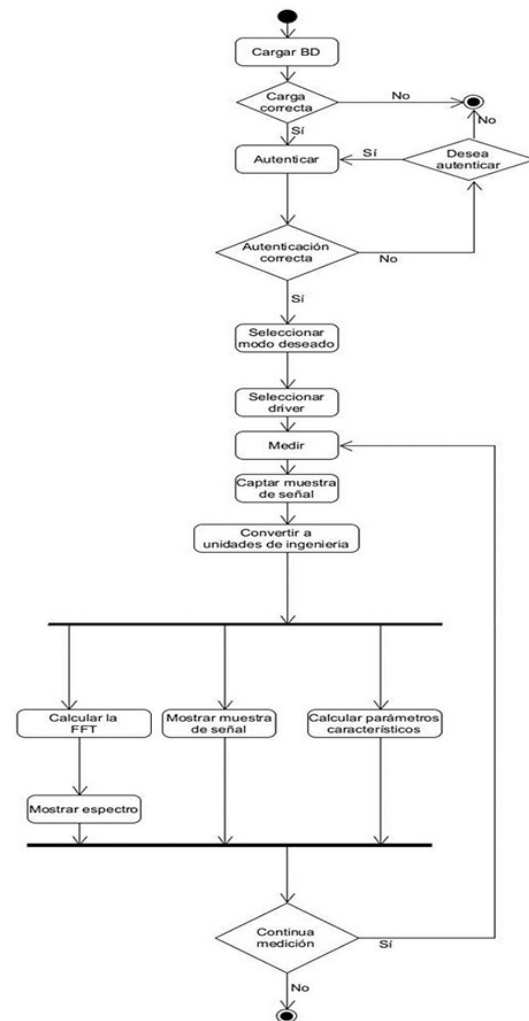 Cargar BD
Carga
correcta
No
Sí
No
Autenticar
Sí
Desea
autenticar
Autenticación
correcta
No
Sí
Seleccionar
modo deseado
Seleccionar
driver
Medir
Captar muestra
de señal
Convertir a
unidades de ingenieria
Calcular la
FFT
Mostrar muestra
de señal
Calcular parámetros
característicos
Mostrar espectro
Continua
medición
Sí
No